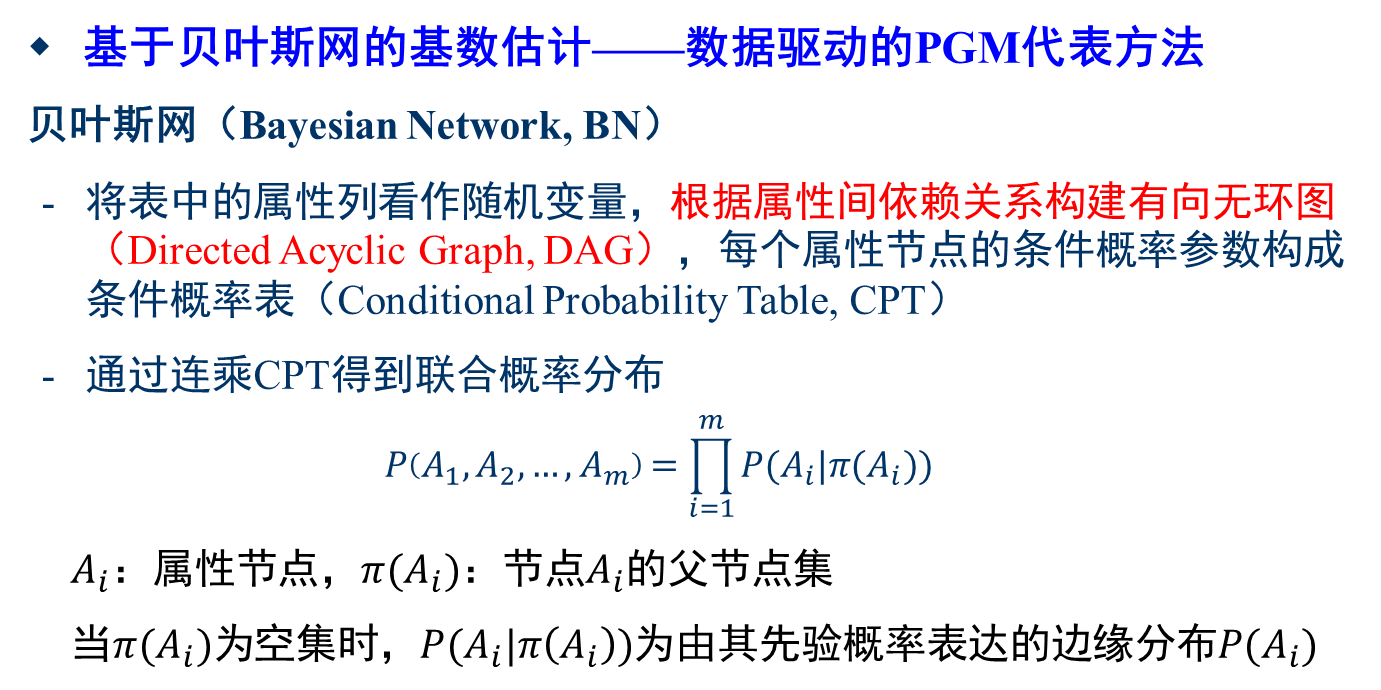 ◆ 基于贝叶斯网的基数估计——数据驱动的PGM代表方法
贝叶斯网（Bayesian Network, BN）
- 将表中的属性列看作随机变量，根据属性间依赖关系构建有向无环图
（Directed Acyclic Graph, DAG），每个属性节点的条件概率参数构成
条件概率表（Conditional Probability Table, CPT）
- 通过连乘CPT得到联合概率分布
P(A₁, A₂, … , Aₘ) = ∏ᵢ₌₁ᵐ P(Aᵢ|π(Aᵢ))
Aᵢ：属性节点，π(Aᵢ)：节点Aᵢ的父节点集
当π(Aᵢ)为空集时，P(Aᵢ|π(Aᵢ))为由其先验概率表达的边缘分布P(Aᵢ)